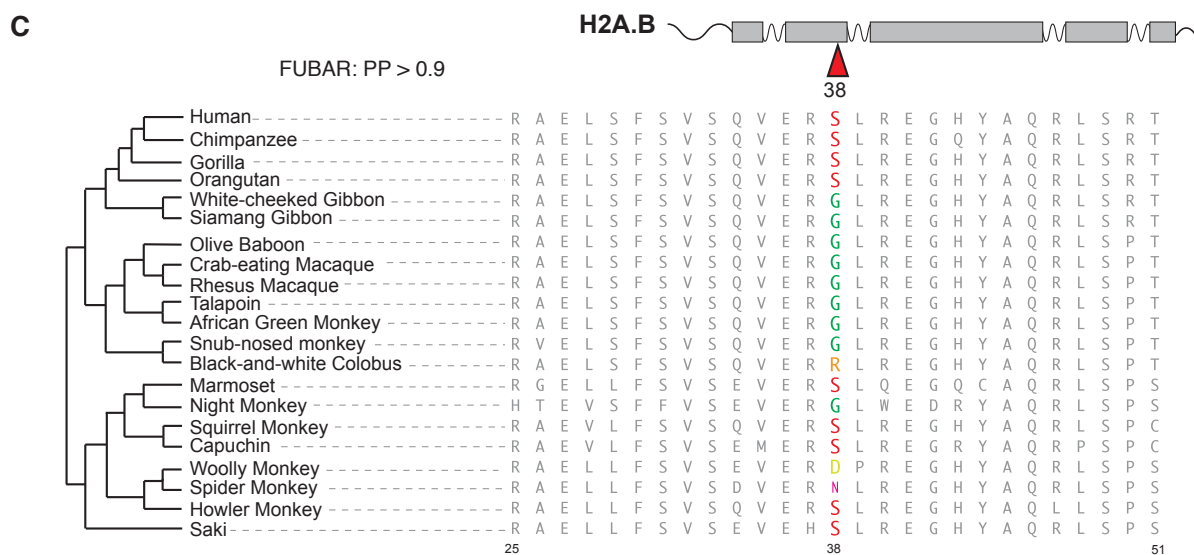 C
H2A.B
FUBAR: PP > 0.9
38
Human R A E L S F S V S Q V E R S L R E G H Y A Q R L S R T
Chimpanzee R A E L S F S V S Q V E R S L R E G Q Y A Q R L S R T
Gorilla R A E L S F S V S Q V E R S L R E G H Y A Q R L S R T
Orangutan R A E L S F S V S Q V E R S L R E G H Y A Q R L S R T
White-cheeked Gibbon R A E L S F S V S Q V E R G L R E G H Y A Q R L S R T
Siamang Gibbon R A E L S F S V S Q V E R G L R E G H Y A Q R L S R T
Olive Baboon R A E L S F S V S Q V E R G L R E G H Y A Q R L S P T
Crab-eating Macaque R A E L S F S V S Q V E R G L R E G H Y A Q R L S P T
Rhesus Macaque R A E L S F S V S Q V E R G L R E G H Y A Q R L S P T
Talapoin R A E L S F S V S Q V E R G L R E G H Y A Q R L S P T
African Green Monkey R A E L S F S V S Q V E R G L R E G H Y A Q R L S P T
Snub-nosed monkey R V E L S F S V S Q V E R G L R E G H Y A Q R L S P T
Black-and-white Colobus R A E L S F S V S Q V E R R L R E G H Y A Q R L S P T
Marmoset R G E L L F S V S E V E R S L Q E G Q C A Q R L S P S
Night Monkey H T E V S F F V S E V E R G L W E D R Y A Q R L S P S
Squirrel Monkey R A E V L F S V S Q V E R S L R E G H Y A Q R L S P C
Capuchin R A E V L F S V S E M E R S L R E G R Y A Q R P S P C
Woolly Monkey R A E L L F S V S E V E R D P R E G H Y A Q R L S P S
Spider Monkey R A E L L F S V S D V E R N L R E G H Y A Q R L S P S
Howler Monkey R A E L L F S V S Q V E R S L R E G H Y A Q L L S P S
Saki R A E L L F S V S E V E H S L R E G H Y A Q R L S P S
25 38 51